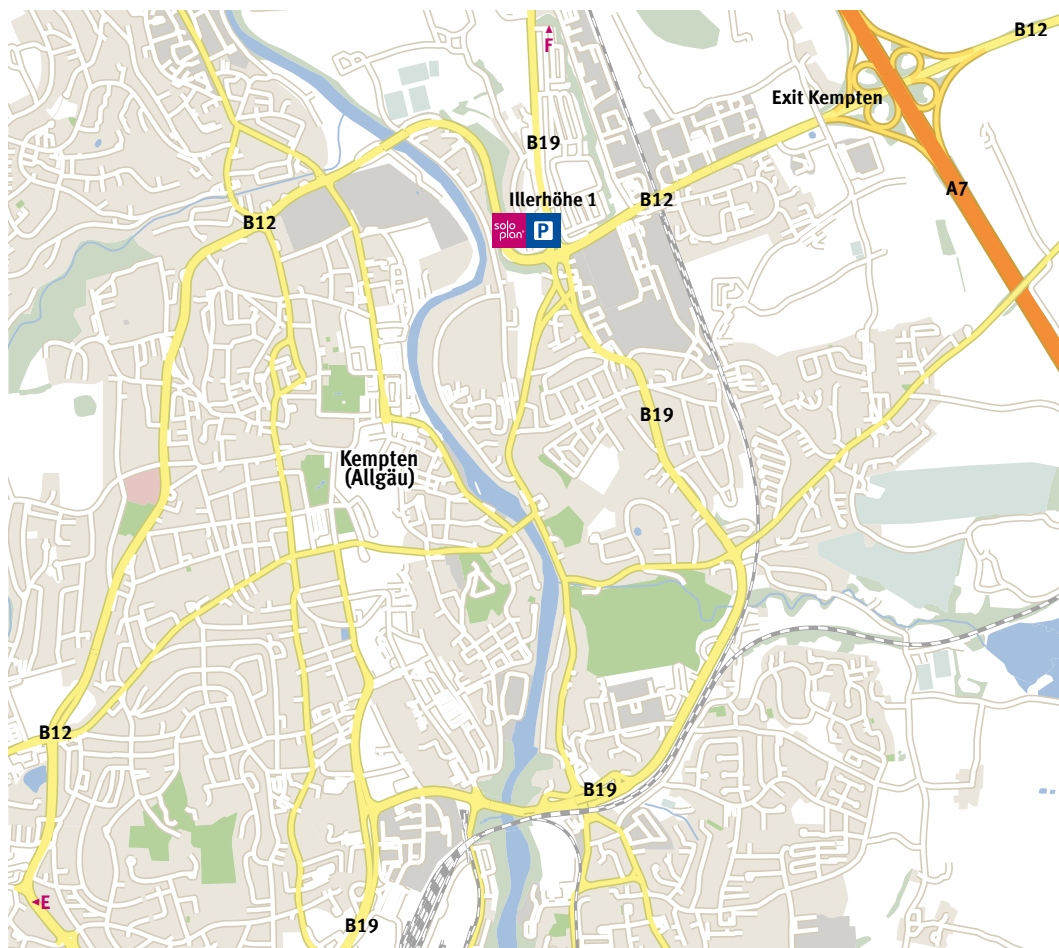 B12
F
Exit Kempten
B19
A7
Illerhöhe 1
B12
B12
solo
plan®
P
B19
Kempten
(Allgäu)
B12
B19
E
B19